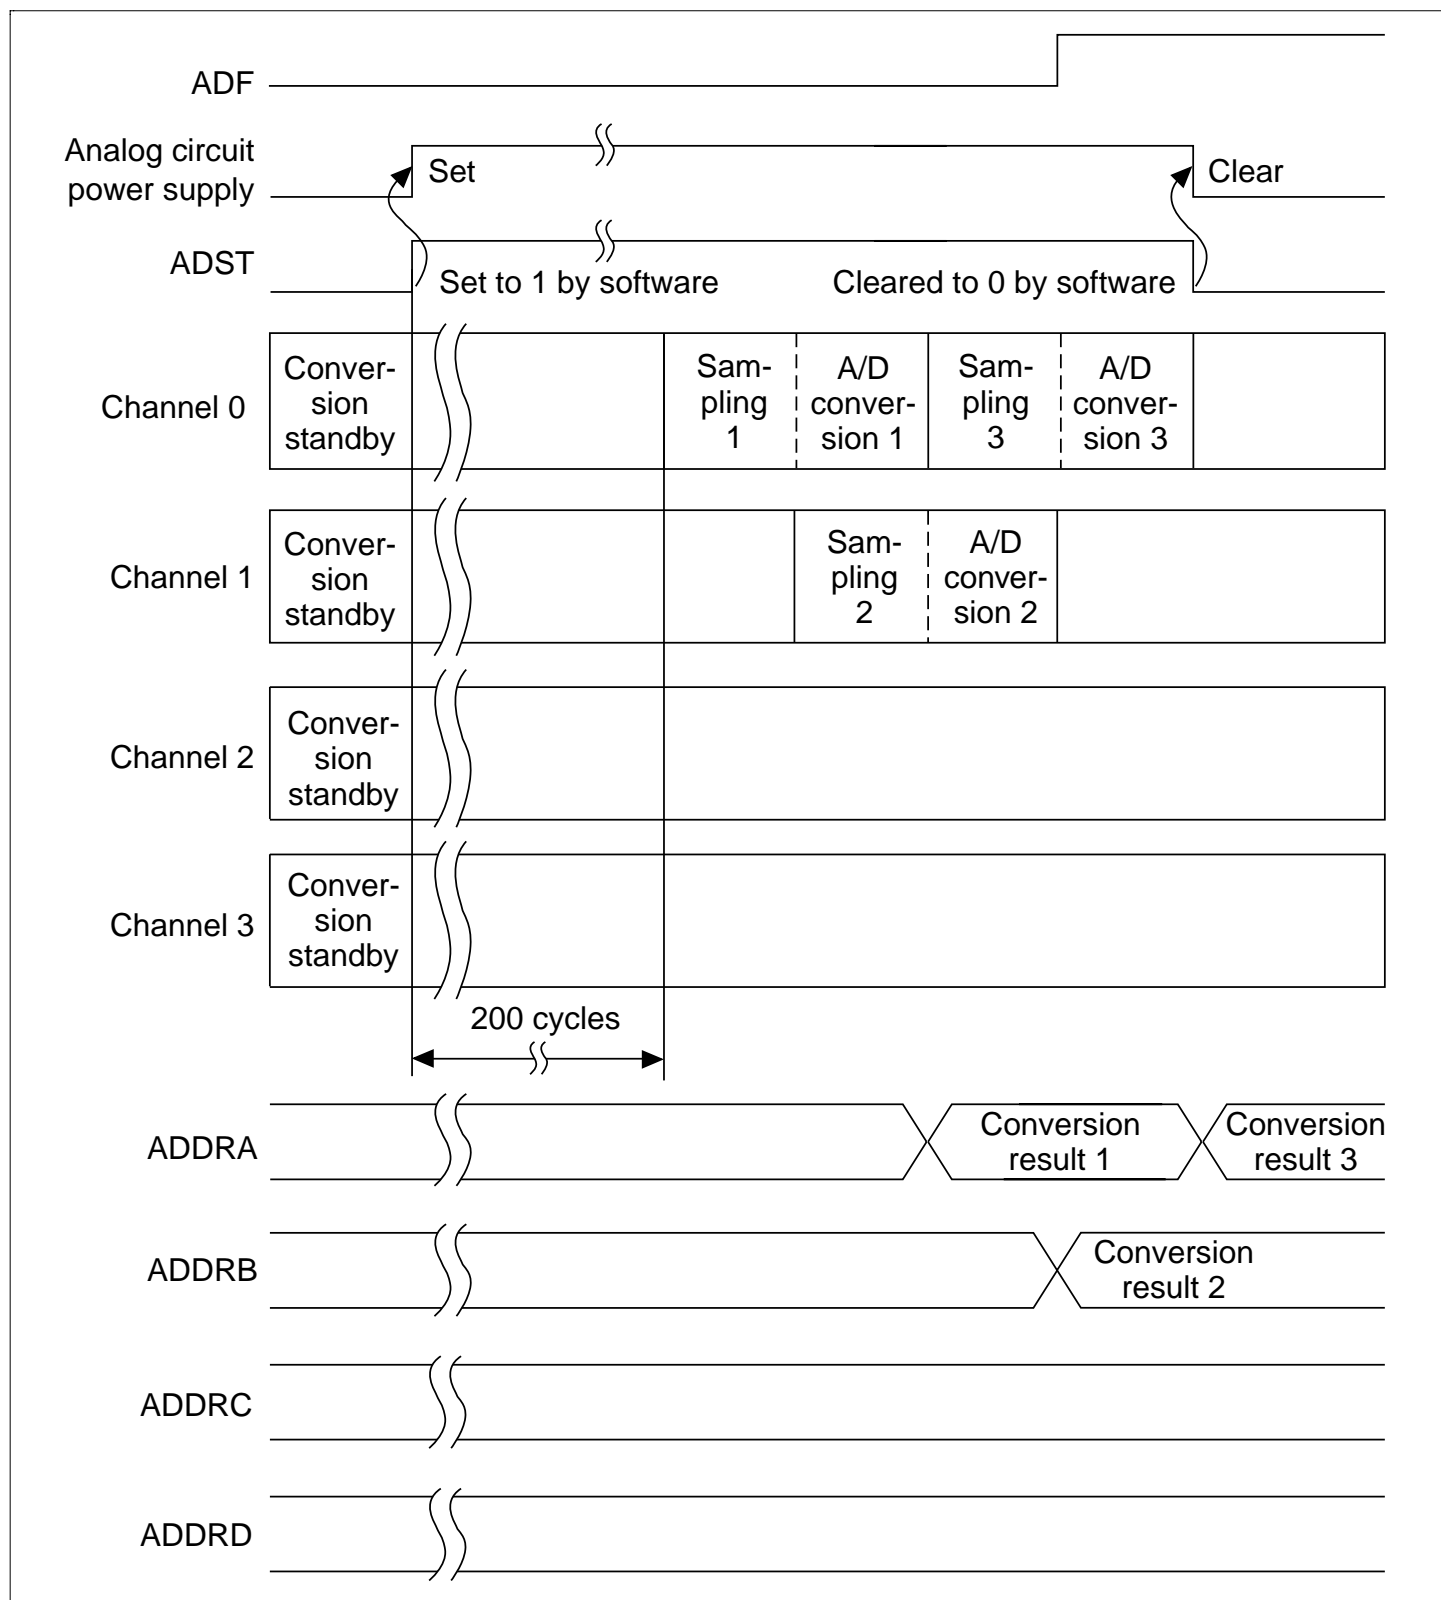 ADF
Analog circuit
power supply
Set
Clear
ADST
Set to 1 by software
Cleared to 0 by software
Channel 0
Conver-
sion
standby
Sam-
pling
1
A/D
conver-
sion 1
Sam-
pling
3
A/D
conver-
sion 3
Channel 1
Conver-
sion
standby
Sam-
pling
2
A/D
conver-
sion 2
Channel 2
Conver-
sion
standby
Channel 3
Conver-
sion
standby
200 cycles
ADDRA
Conversion
result 1
Conversion
result 3
ADDRB
Conversion
result 2
ADDRC
ADDRD